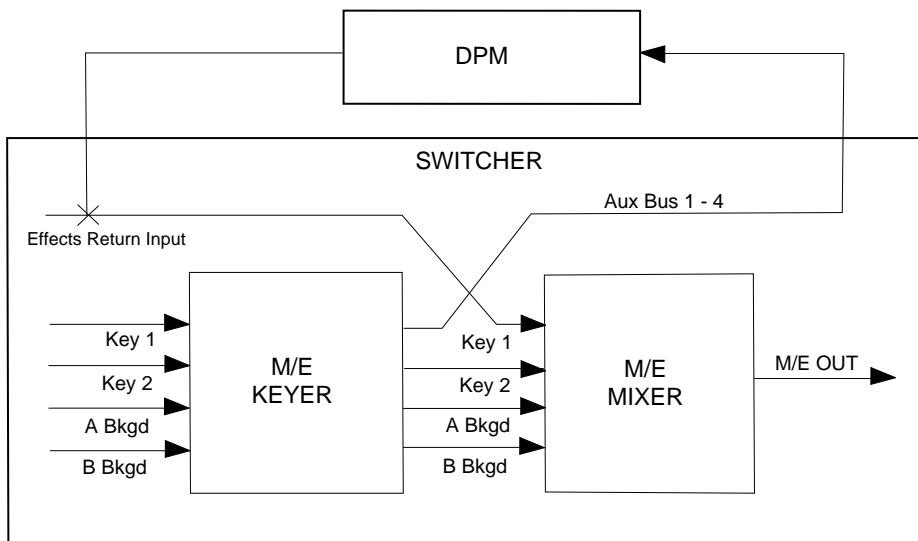 DPM
SWITCHER
Aux Bus 1 - 4
Effects Return Input
Key 1
Key 2
A Bkgd
B Bkgd
M/E
KEYER
Key 1
Key 2
A Bkgd
B Bkgd
M/E
MIXER
M/E OUT